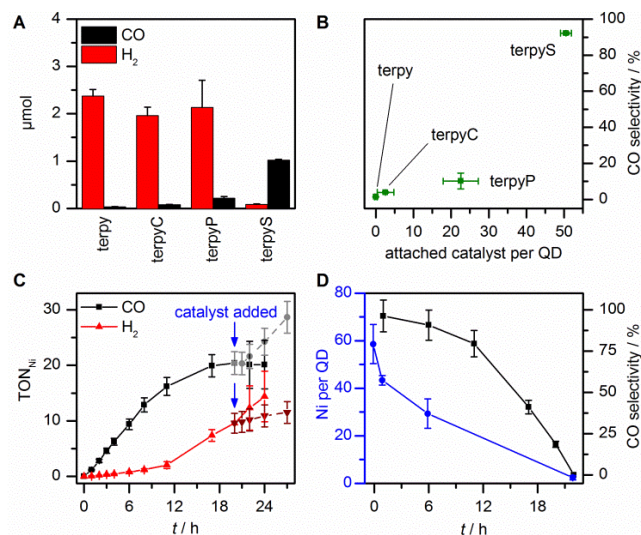 A
CO
H2
μmol
4
3
2
1
0
terpy
terpyC
terpyP
terpyS
B
terpy
terpyS
terpyC
terpyP
CO selectivity / %
100
80
60
40
20
0
0 10 20 30 40 50
attached catalyst per QD
C
CO
H2
catalyst added
TONNi
30
20
10
0
0 6 12 18 24
t / h
D
Ni per QD
80
60
40
20
0
CO selectivity / %
100
75
50
25
0
0 6 12 18
t / h